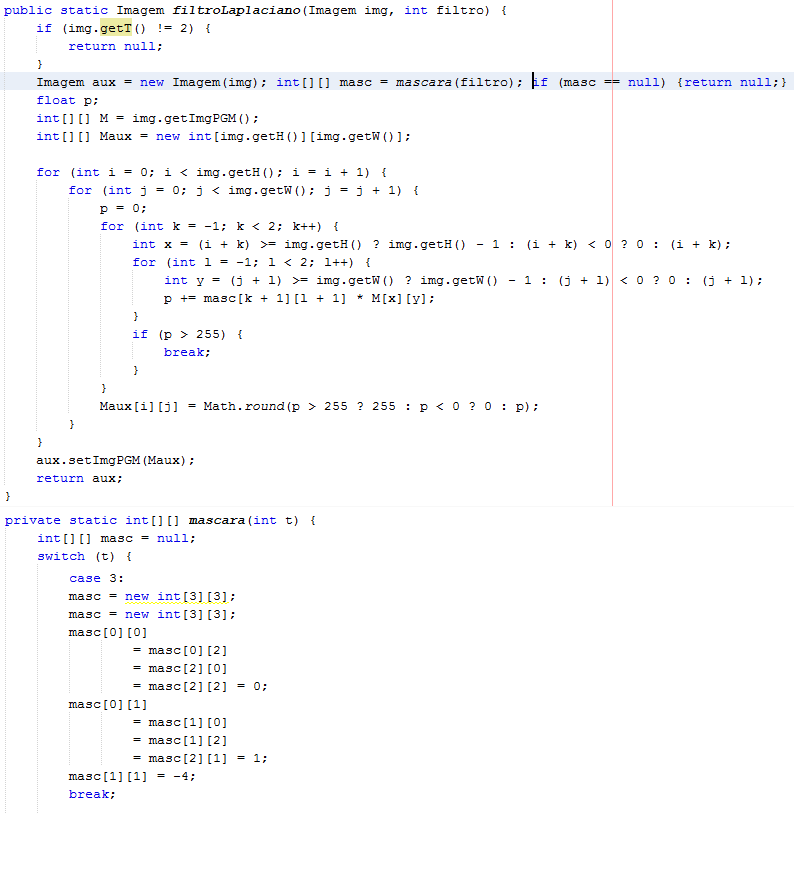 public static Imagem filtroLaplaciano(Imagem img, int filtro) {
if (img.getT() != 2) {
return null;
}
Imagem aux = new Imagem(img); int[][] masc = mascara(filtro); if (masc == null) {return null;}
float p;
int[][] M = img.getImgPGM();
int[][] Maux = new int[img.getH()][img.getW()];
for (int i = 0; i < img.getH(); i = i + 1) {
for (int j = 0; j < img.getW(); j = j + 1) {
p = 0;
for (int k = -1; k < 2; k++) {
int x = (i + k) >= img.getH() ? img.getH() - 1 : (i + k) < 0 ? 0 : (i + k);
for (int l = -1; l < 2; l++) {
int y = (j + l) >= img.getW() ? img.getW() - 1 : (j + l) < 0 ? 0 : (j + l);
p += masc[k + 1][l + 1] * M[x][y];
}
if (p > 255) {
break;
}
}
Maux[i][j] = Math.round(p > 255 ? 255 : p < 0 ? 0 : p);
}
}
aux.setImgPGM(Maux);
return aux;
}
private static int[][] mascara(int t) {
int[][] masc = null;
switch (t) {
case 3:
masc = new int[3][3];
masc = new int[3][3];
masc[0][0]
= masc[0][2]
= masc[2][0]
= masc[2][2] = 0;
masc[0][1]
= masc[1][0]
= masc[1][2]
= masc[2][1] = 1;
masc[1][1] = -4;
break;